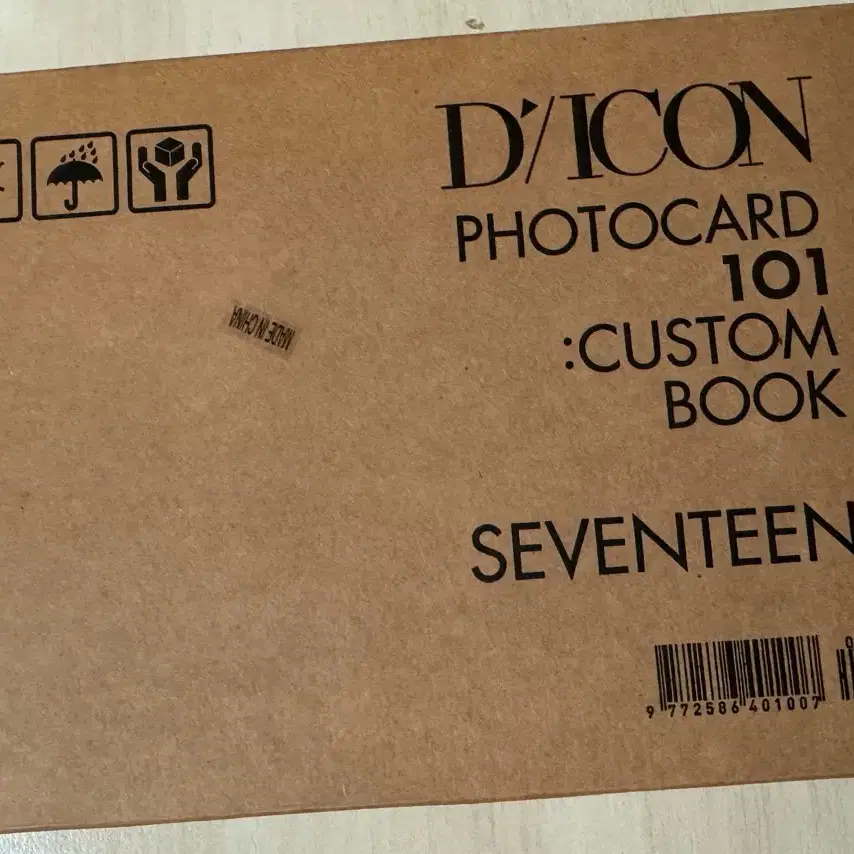 D'/ICON
PHOTOCARD
101
:CUSTOM
BOOK
MADE IN CHINA
SEVENTEEN
9 772586 401007